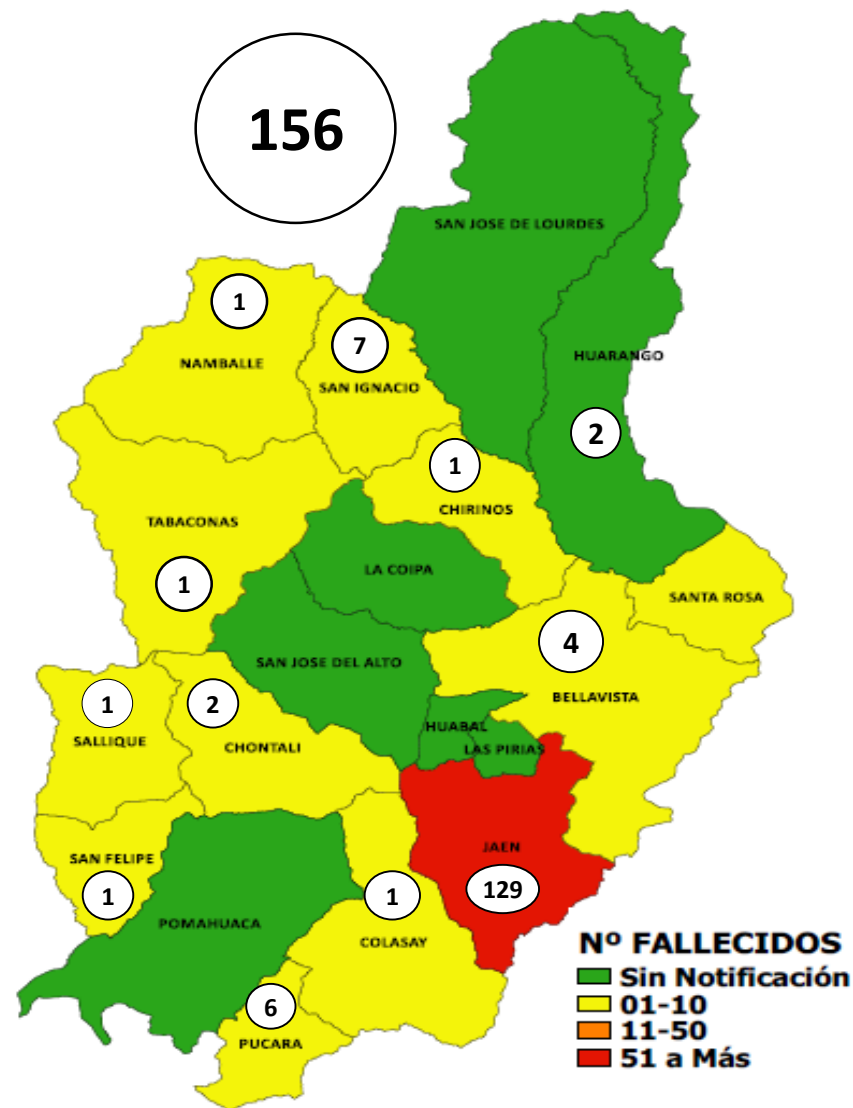 156
SAN JOSE DE LOURDES
1
NAMBALLE
7
SAN IGNACIO
HUARANGO
2
1
CHIRINOS
TABACONAS
1
LA COIPA
SANTA ROSA
4
BELLAVISTA
SAN JOSE DEL ALTO
1
SALLIQUE
2
CHONTALI
HUABAL
LAS PIRIAS
JAEN
129
SAN FELIPE
1
1
COLASAY
POMAHUACA
6
PUCARA
Nº FALLECIDOS
Sin Notificación
01-10
11-50
51 a Más